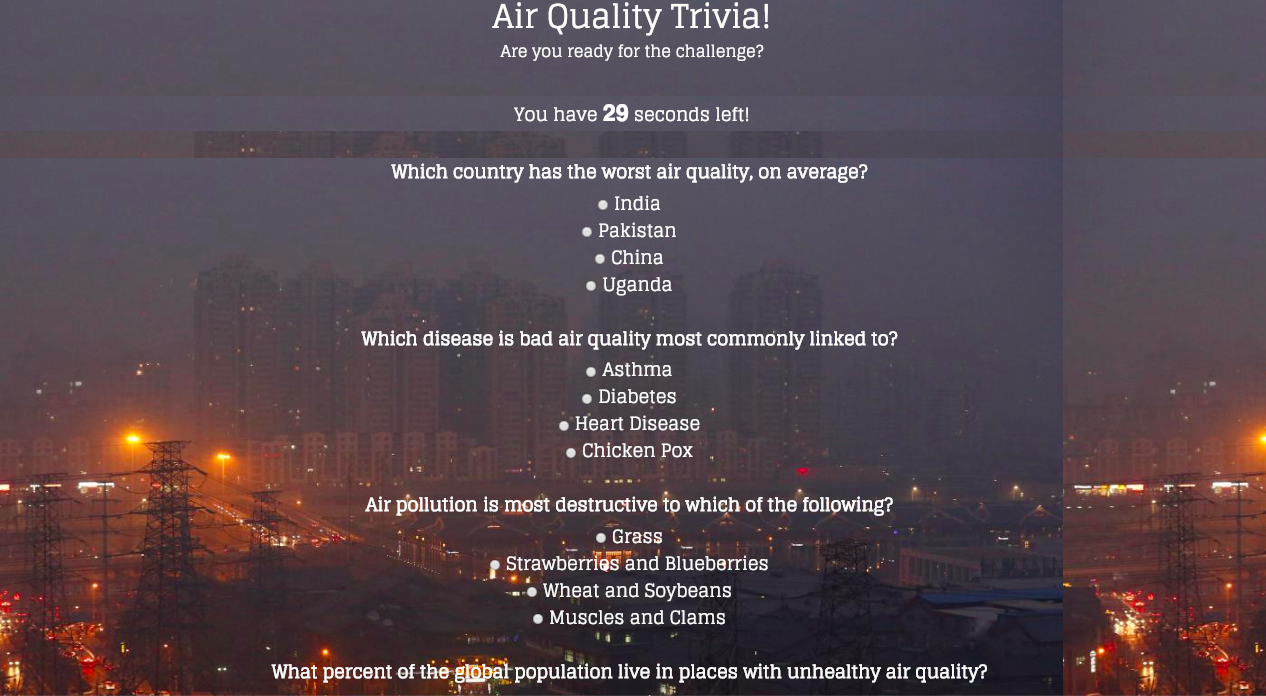 Air Quality Trivia!
Are you ready for the challenge?
You have 29 seconds left!
Which country has the worst air quality, on average?
India
Pakistan
China
Uganda
Which disease is bad air quality most commonly linked to?
Asthma
Diabetes
Heart Disease
Chicken Pox
Air pollution is most destructive to which of the following?
Grass
Strawberries and Blueberries
Wheat and Soybeans
Muscles and Clams
What percent of the global population live in places with unhealthy air quality?